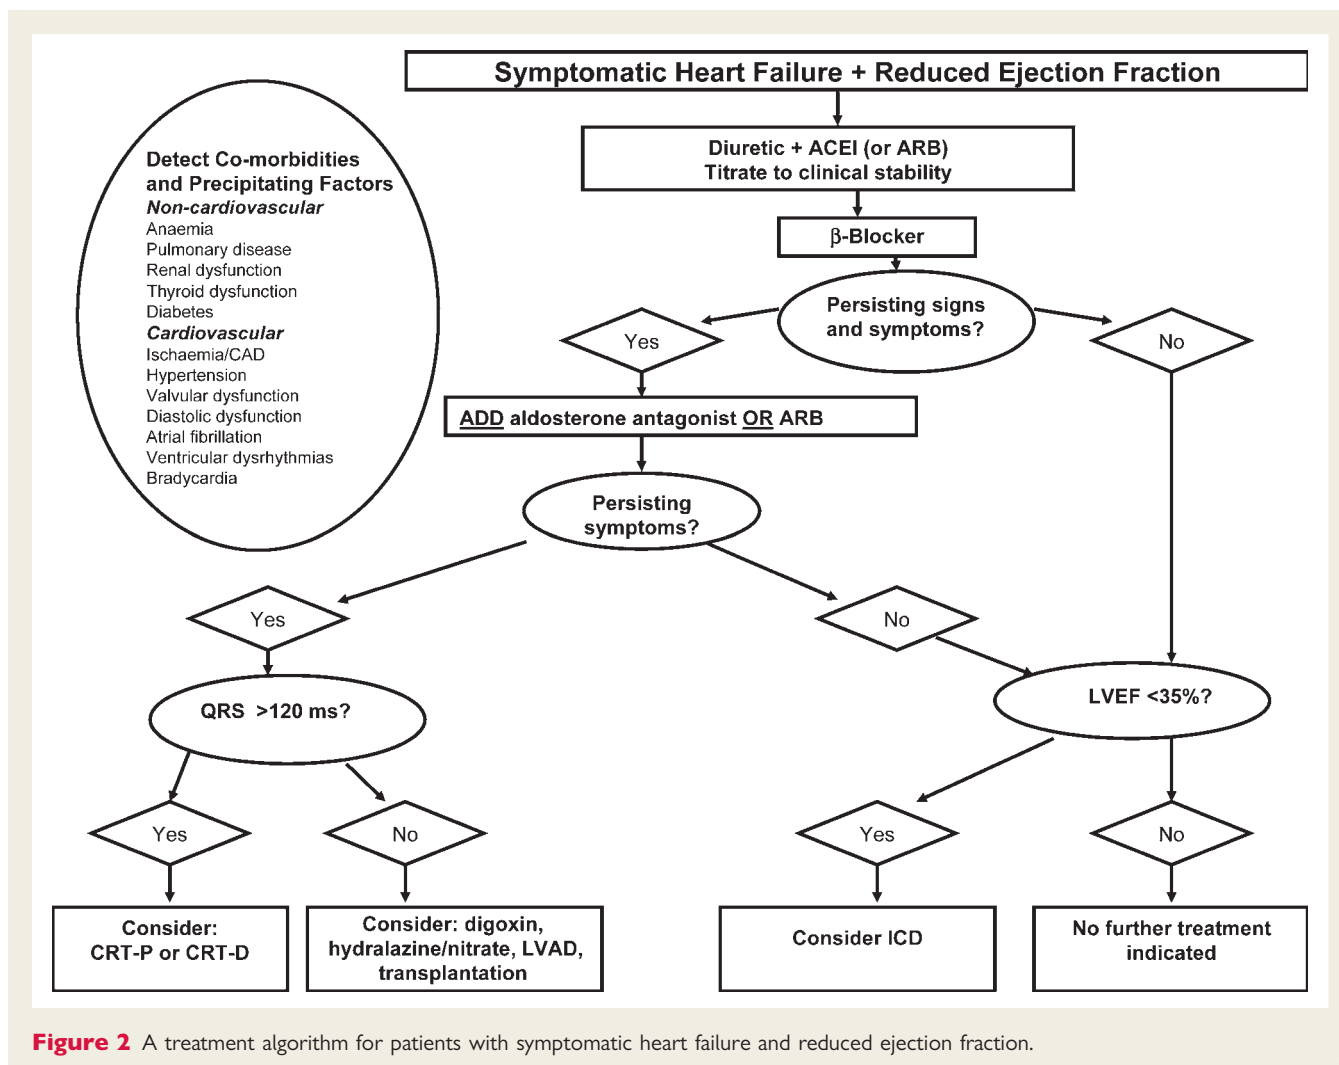 Symptomatic Heart Failure + Reduced Ejection Fraction
Detect Co-morbidities
and Precipitating Factors
Non-cardiovascular
Anaemia
Pulmonary disease
Renal dysfunction
Thyroid dysfunction
Diabetes
Cardiovascular
Ischaemia/CAD
Hypertension
Valvular dysfunction
Diastolic dysfunction
Atrial fibrillation
Ventricular dysrhythmias
Bradycardia
Diuretic + ACEI (or ARB)
Titrate to clinical stability
β-Blocker
Persisting signs
and symptoms?
Yes
No
ADD aldosterone antagonist OR ARB
Persisting
symptoms?
Yes
No
QRS >120 ms?
LVEF <35%?
Yes
No
Yes
No
Consider:
CRT-P or CRT-D
Consider: digoxin,
hydralazine/nitrate, LVAD,
transplantation
Consider ICD
No further treatment
indicated
Figure 2 A treatment algorithm for patients with symptomatic heart failure and reduced ejection fraction.